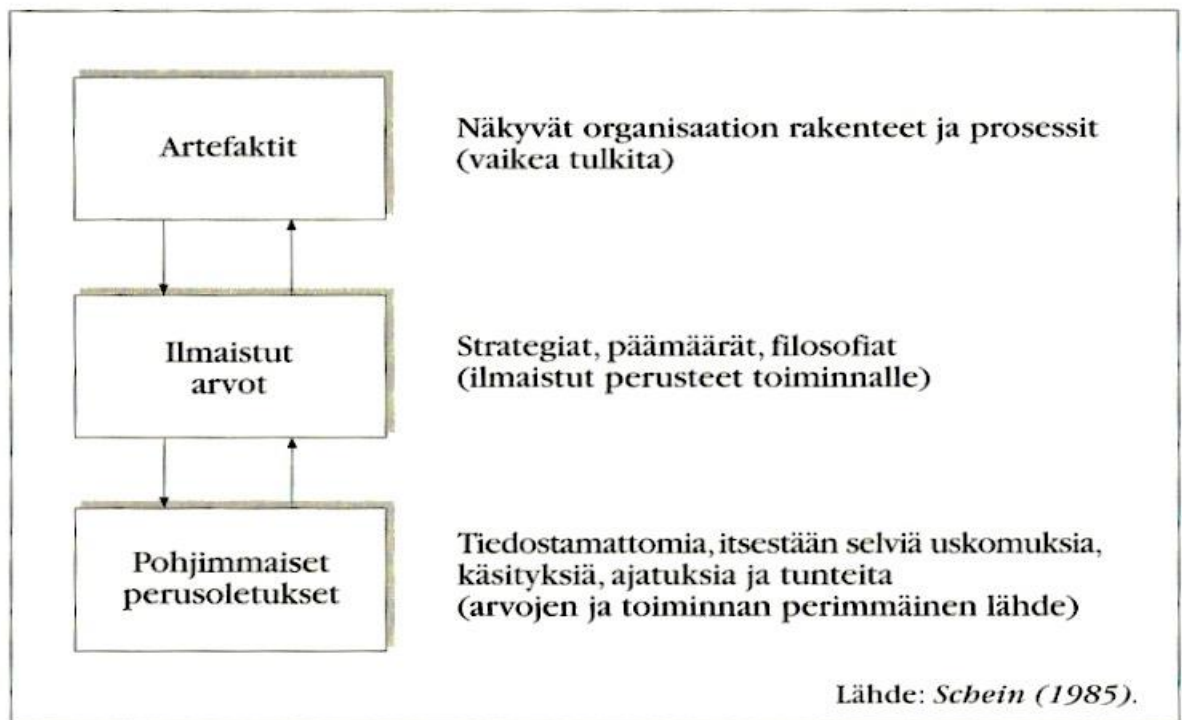 Artefaktit
Näkyvät organisaation rakenteet ja prosessit
(vaikea tulkita)
Ilmaistut
arvot
Strategiat, päämäärät, filosofiat
(ilmaistut perusteet toiminnalle)
Pohjimmaiset
perusoletukset
Tiedostamattomia, itsestään selviä uskomuksia,
käsityksiä, ajatuksia ja tunteita
(arvojen ja toiminnan perimmäinen lähde)
Lähde: Schein (1985).